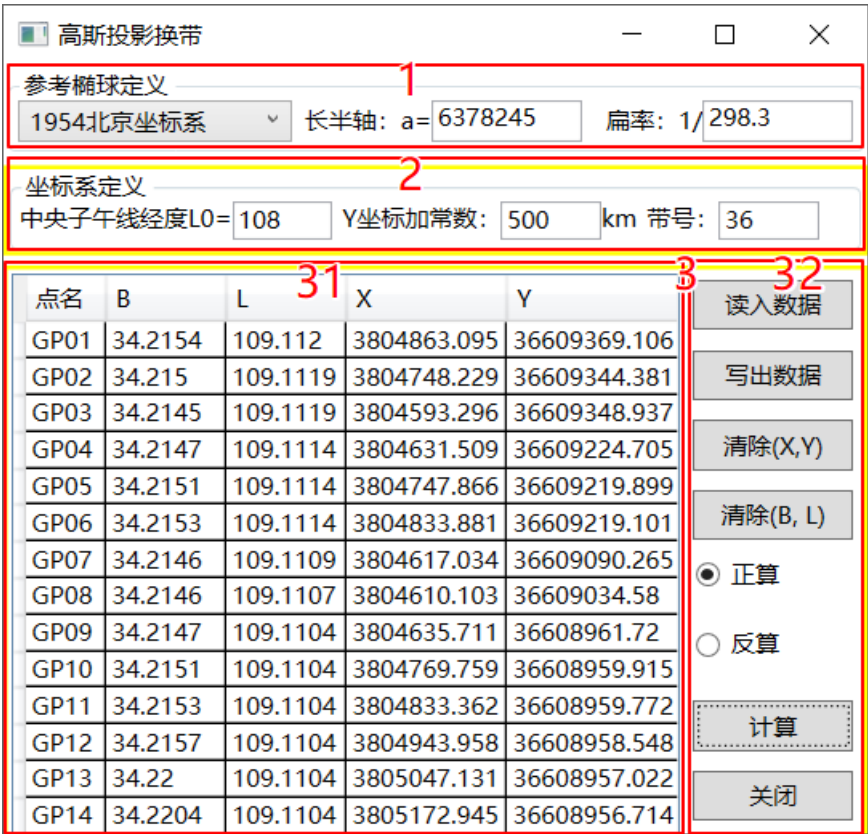 高斯投影换带
参考椭球定义 1
1954北京坐标系 长半轴: a= 6378245 扁率: 1/ 298.3
坐标系定义 2
中央子午线经度L0= 108 Y坐标加常数: 500 km 带号: 36
31 3 32
点名 B L X Y
GP01 34.2154 109.112 3804863.095 36609369.106
GP02 34.215 109.1119 3804748.229 36609344.381
GP03 34.2145 109.1119 3804593.296 36609348.937
GP04 34.2147 109.1114 3804631.509 36609224.705
GP05 34.2151 109.1114 3804747.866 36609219.899
GP06 34.2153 109.1114 3804833.881 36609219.101
GP07 34.2146 109.1109 3804617.034 36609090.265
GP08 34.2146 109.1107 3804610.103 36609034.58
GP09 34.2147 109.1104 3804635.711 36608961.72
GP10 34.2151 109.1104 3804769.759 36608959.915
GP11 34.2153 109.1104 3804833.362 36608959.772
GP12 34.2157 109.1104 3804943.958 36608958.548
GP13 34.22 109.1104 3805047.131 36608957.022
GP14 34.2204 109.1104 3805172.945 36608956.714
读入数据
写出数据
清除(X,Y)
清除(B, L)
正算
反算
计算
关闭